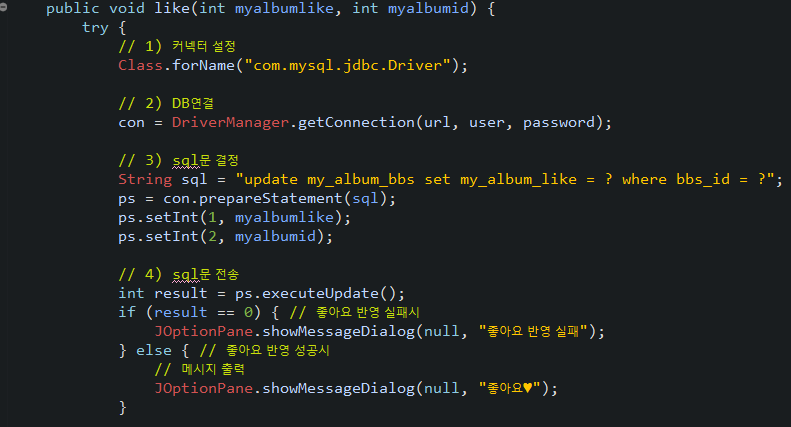 public void like(int myalbumlike, int myalbumid) {
try {
// 1) 커넥터 설정
Class.forName("com.mysql.jdbc.Driver");
// 2) DB연결
con = DriverManager.getConnection(url, user, password);
// 3) sql문 결정
String sql = "update my_album_bbs set my_album_like = ? where bbs_id = ?";
ps = con.prepareStatement(sql);
ps.setInt(1, myalbumlike);
ps.setInt(2, myalbumid);
// 4) sql문 전송
int result = ps.executeUpdate();
if (result == 0) { // 좋아요 반영 실패시
JOptionPane.showMessageDialog(null, "좋아요 반영 실패");
} else { // 좋아요 반영 성공시
// 메시지 출력
JOptionPane.showMessageDialog(null, "좋아요♥");
}